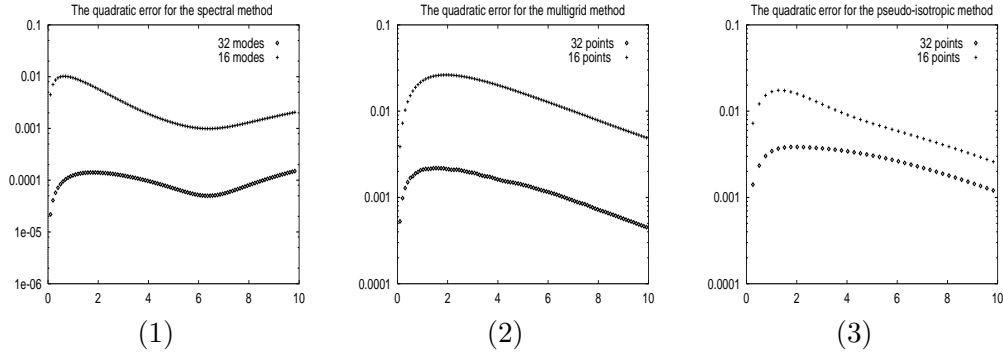 The quadratic error for the spectral method
0.1
0.01
0.001
0.0001
1e-05
1e-06
0 2 4 6 8 10
32 modes
16 modes
(1)
The quadratic error for the multigrid method
0.1
0.01
0.001
0.0001
0 2 4 6 8 10
32 points
16 points
(2)
The quadratic error for the pseudo-isotropic method
0.1
0.01
0.001
0.0001
0 2 4 6 8 10
32 points
16 points
(3)